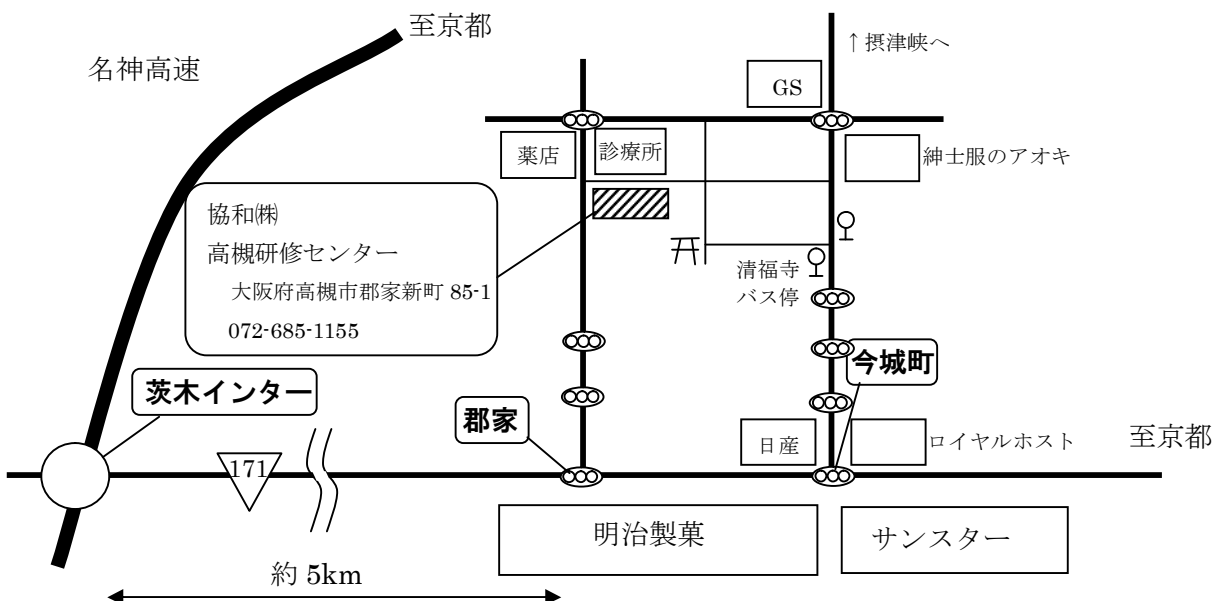 至京都
名神高速
↑摂津峡へ
GS
薬店
診療所
紳士服のアオキ
協和㈱
高槻研修センター
大阪府高槻市郡家新町 85-1
072-685-1155
清福寺
バス停
今城町
茨木インター
郡家
日産
ロイヤルホスト
至京都
171
明治製菓
サンスター
約 5km